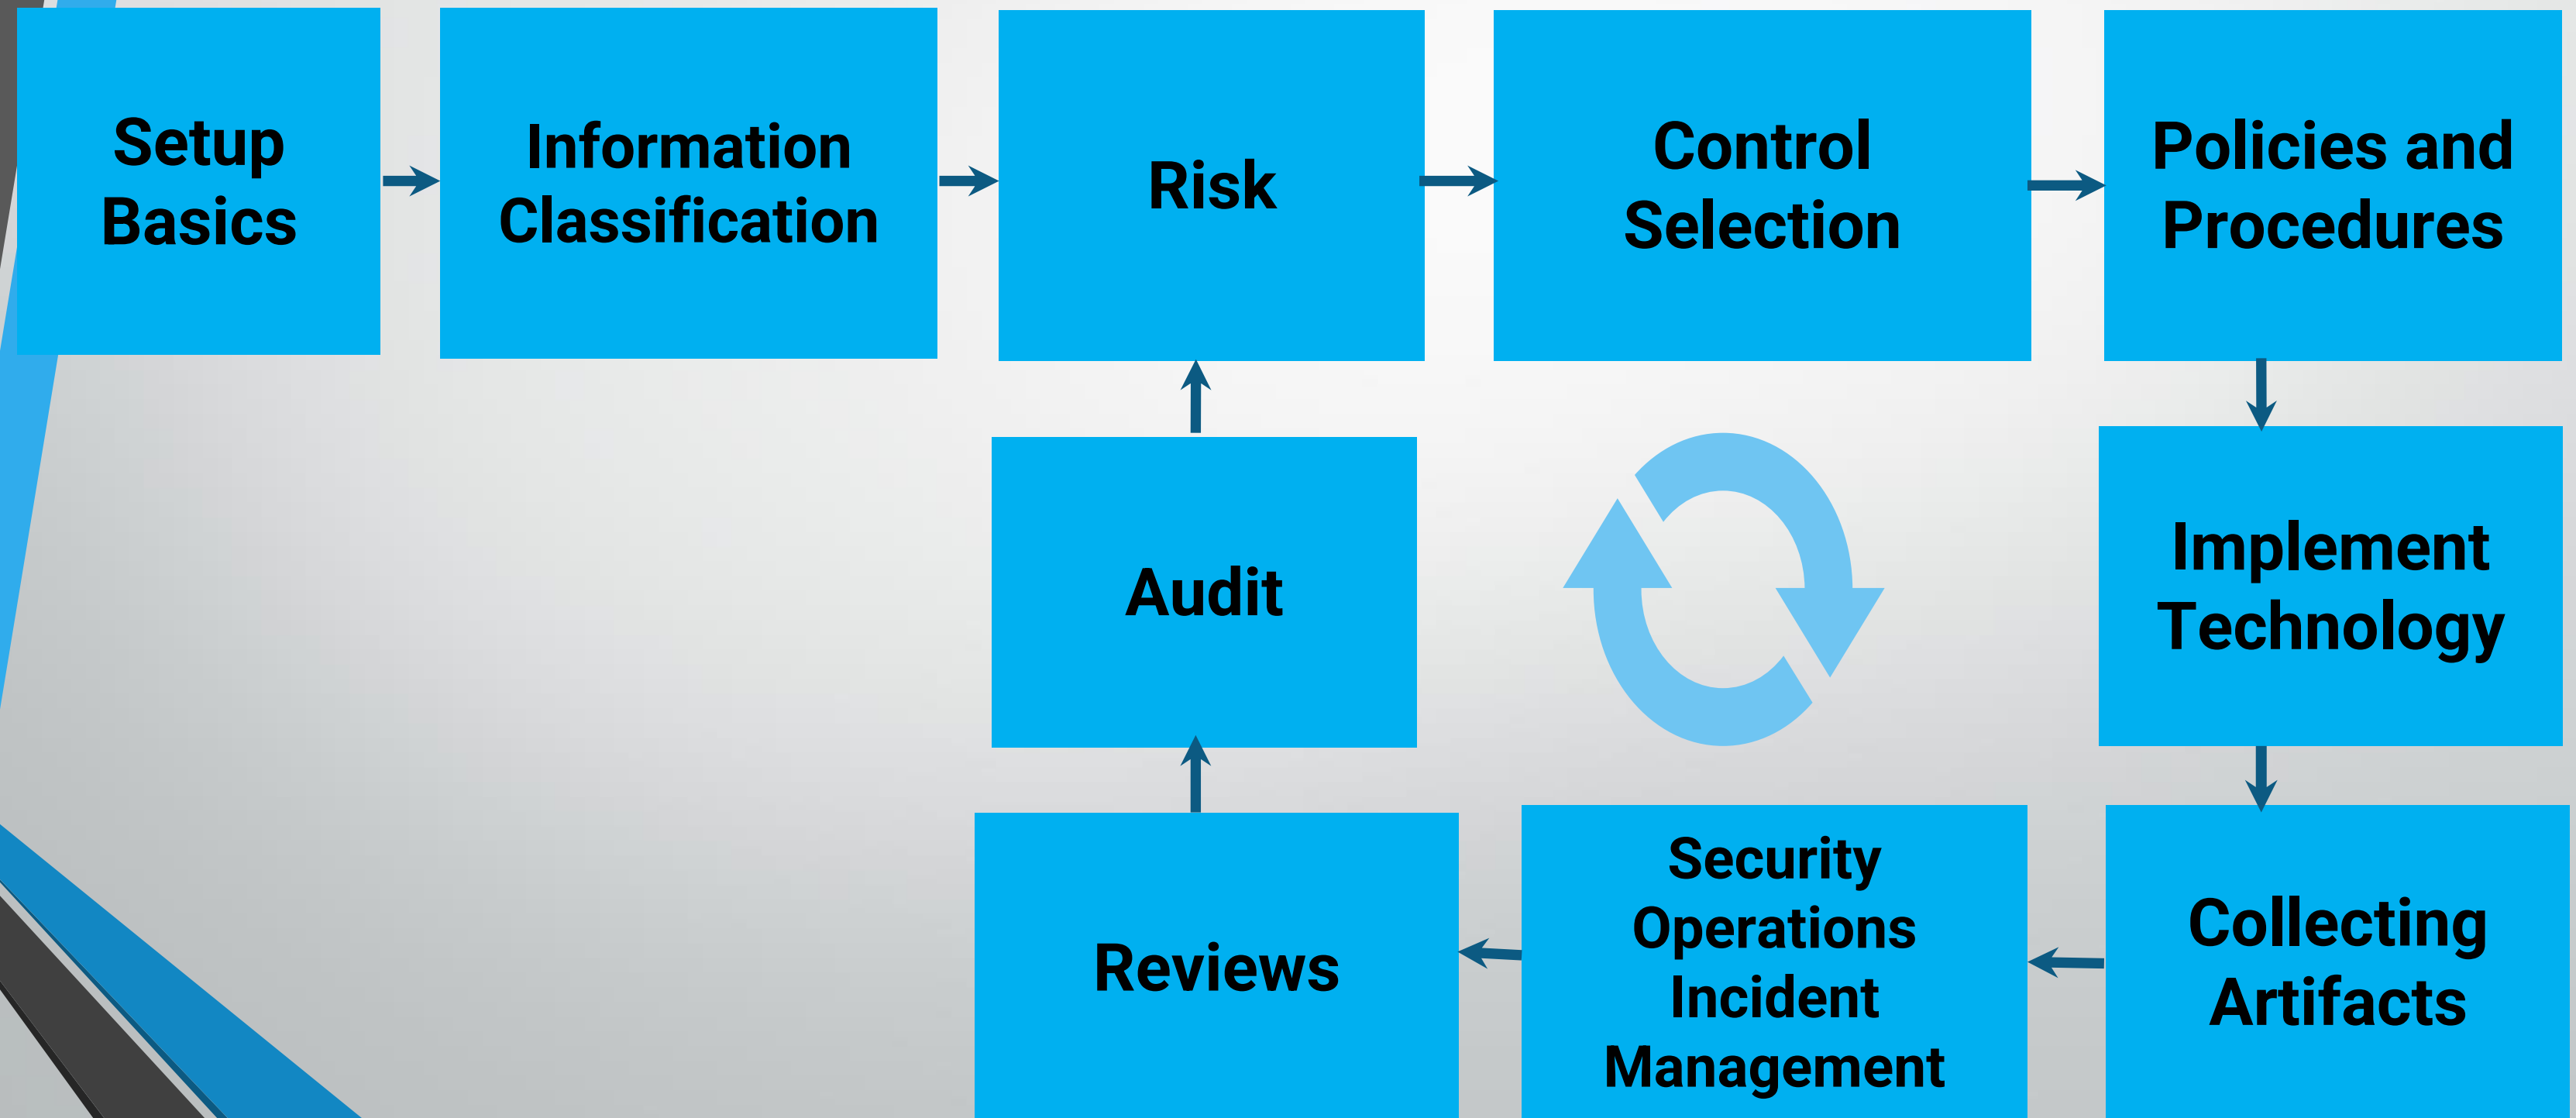 Setup
Basics
Information
Classification
Risk
Control
Selection
Policies and
Procedures
Implement
Technology
Collecting
Artifacts
Security
Operations
Incident
Management
Reviews
Audit